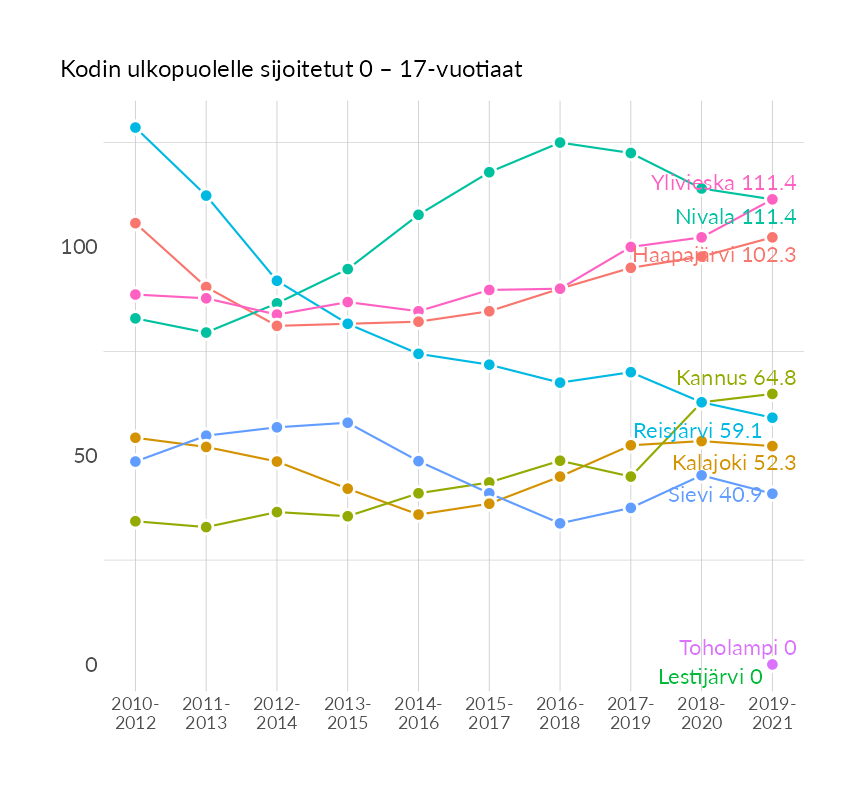 Kodin ulkopuolelle sijoitetut 0 – 17-vuotiaat
Ylivieska 111.4
Nivala 111.4
100
Haapajärvi 102.3
Kannus 64.8
Reisjärvi 59.1
50
Kalajoki 52.3
Sievi 40.9
Toholampi 0
0
Lestijärvi 0
2010-2012
2011-2013
2012-2014
2013-2015
2014-2016
2015-2017
2016-2018
2017-2019
2018-2020
2019-2021